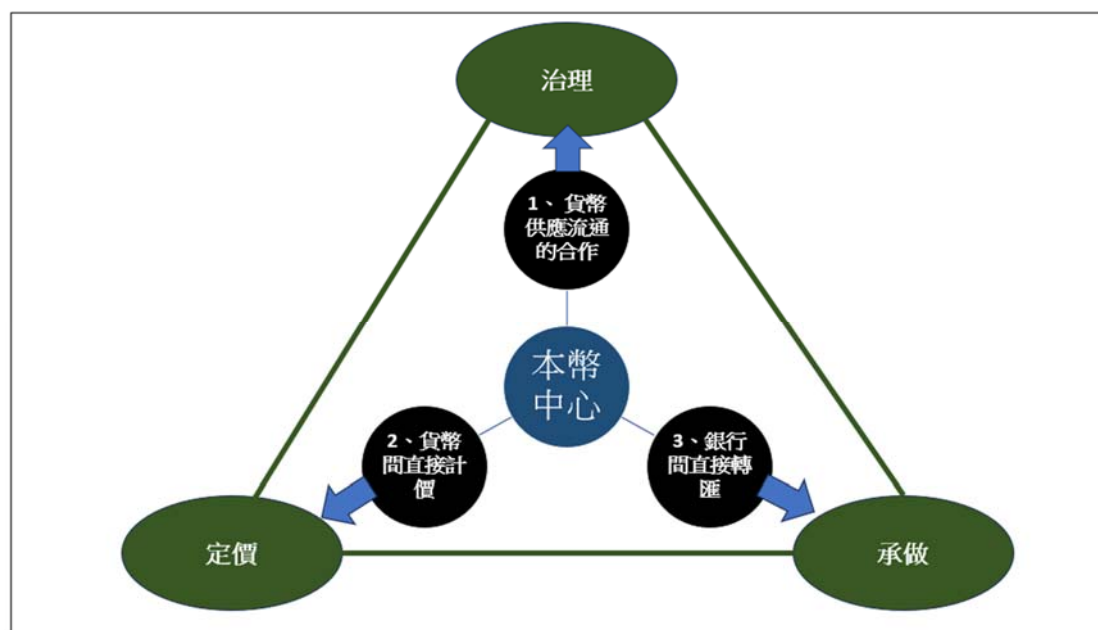 治理
1、 貨幣
供應流通
的合作
本幣
中心
2、貨幣
間直接計
價
3、銀行
間直接轉
匯
定價
承做